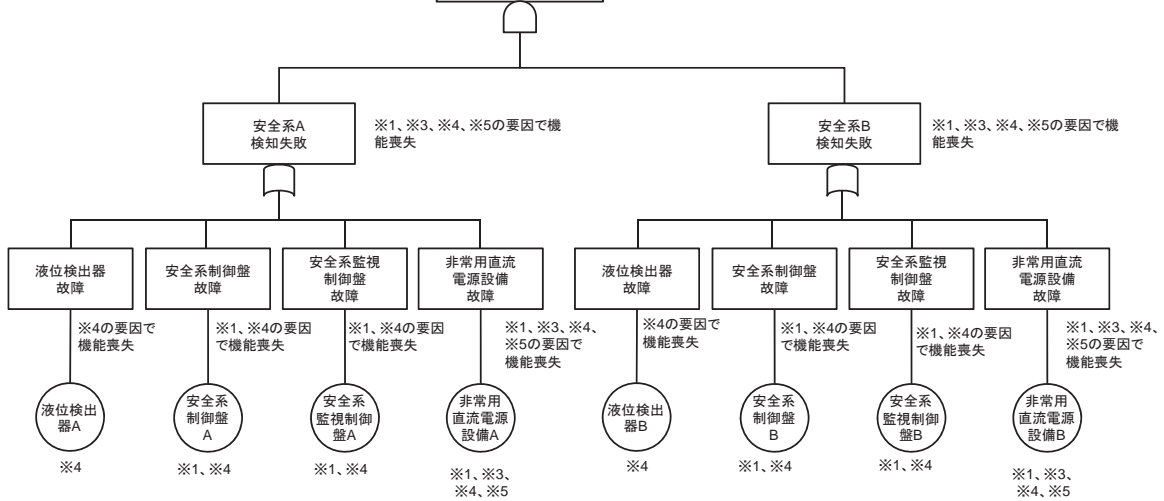 安全系A
検知失敗
※1、※3、※4、※5の要因で機
能喪失
安全系B
検知失敗
※1、※3、※4、※5の要因で機
能喪失
液位検出器
故障
安全系制御盤
故障
安全系監視
制御盤
故障
非常用直流
電源設備
故障
液位検出器
故障
安全系制御盤
故障
安全系監視
制御盤
故障
非常用直流
電源設備
故障
※4の要因で
機能喪失
※1、※4の要因
で機能喪失
※1、※4の要因
で機能喪失
※1、※3、※4、
※5の要因で
機能喪失
※4の要因で
機能喪失
※1、※4の要因
で機能喪失
※1、※4の要因
で機能喪失
※1、※3、※4、
※5の要因で
機能喪失
液位検出
器A
安全系
制御盤
A
安全系
監視制御
盤A
非常用
直流電源
設備A
液位検出
器B
安全系
制御盤
B
安全系
監視制御
盤B
非常用
直流電源
設備B
※4
※1、※4
※1、※4
※1、※3、
※4、※5
※4
※1、※4
※1、※4
※1、※3、
※4、※5